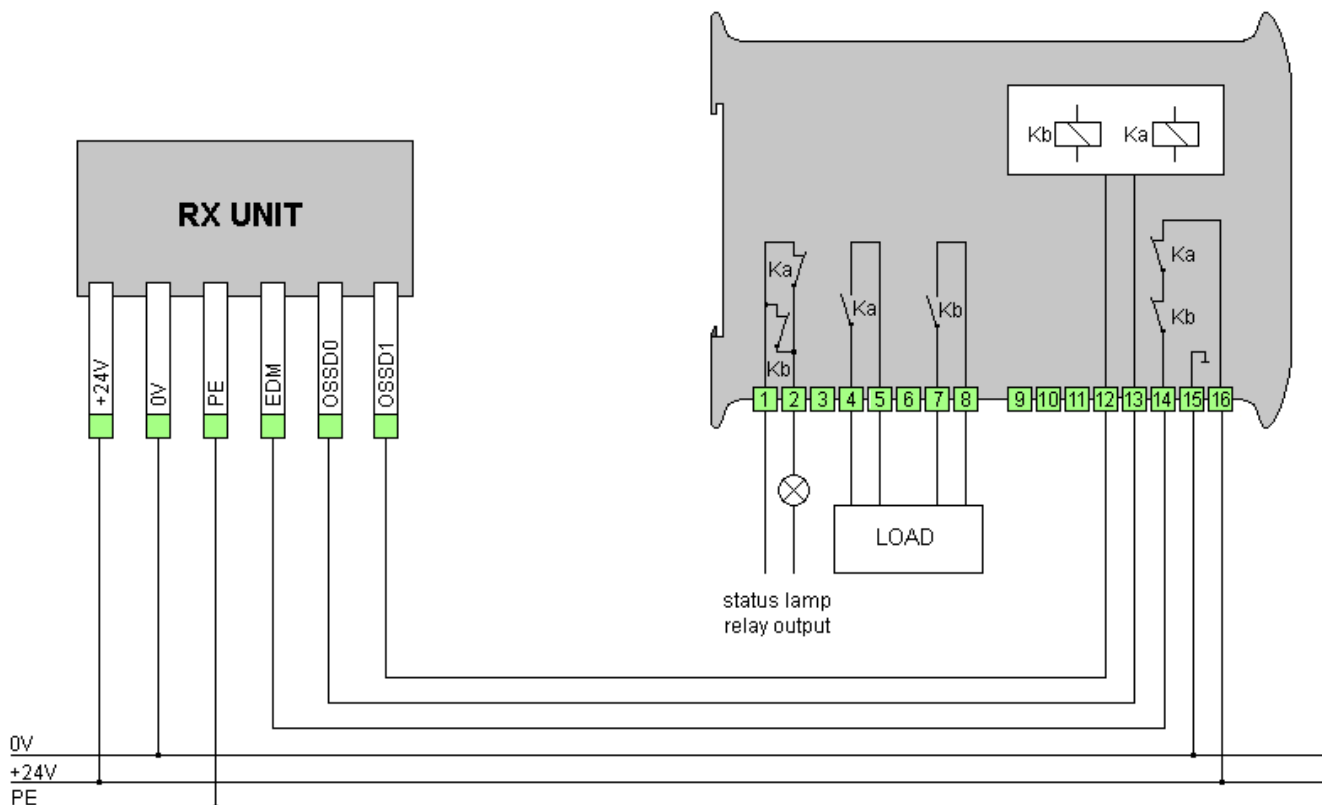 Kb
Ka
RX UNIT
Ka
Kb
Ka
Kb
Ka
Kb
+24V
0V
PE
EDM
OSSD0
OSSD1
1 2 3 4 5 6 7 8 9 10 11 12 13 14 15 16
LOAD
status lamp
relay output
0V
+24V
PE